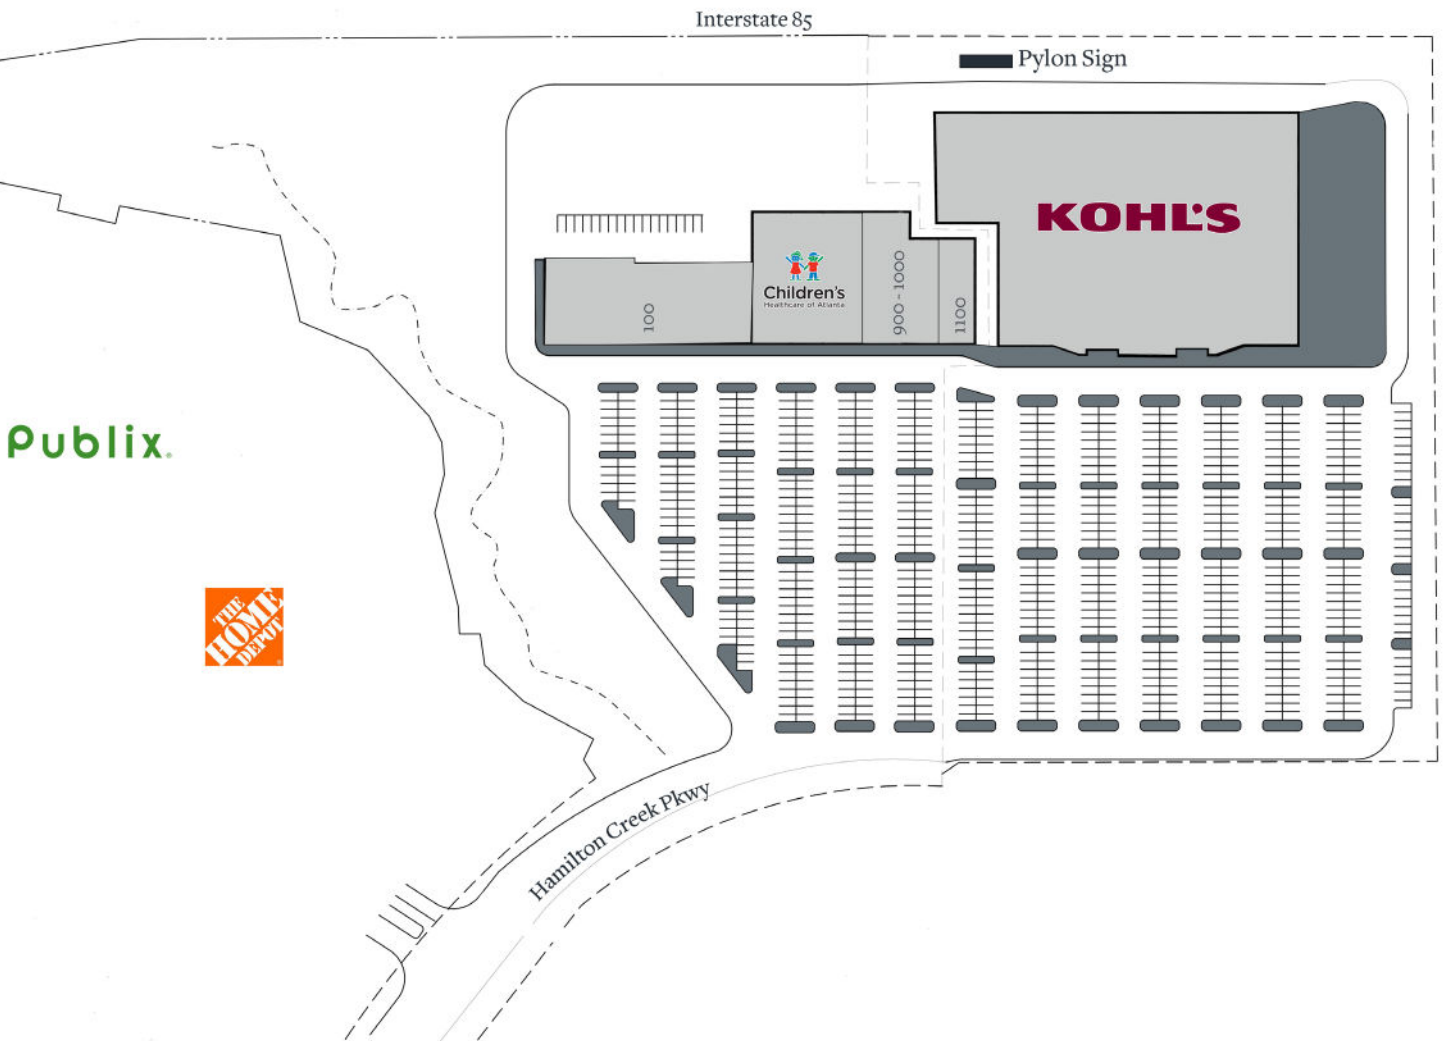 Interstate 85
Pylon Sign
KOHL'S
Children's
Healthcare of Atlanta
100
900 - 1000
1100
Publix.
THE
HOME
DEPOT
Hamilton Creek Pkwy